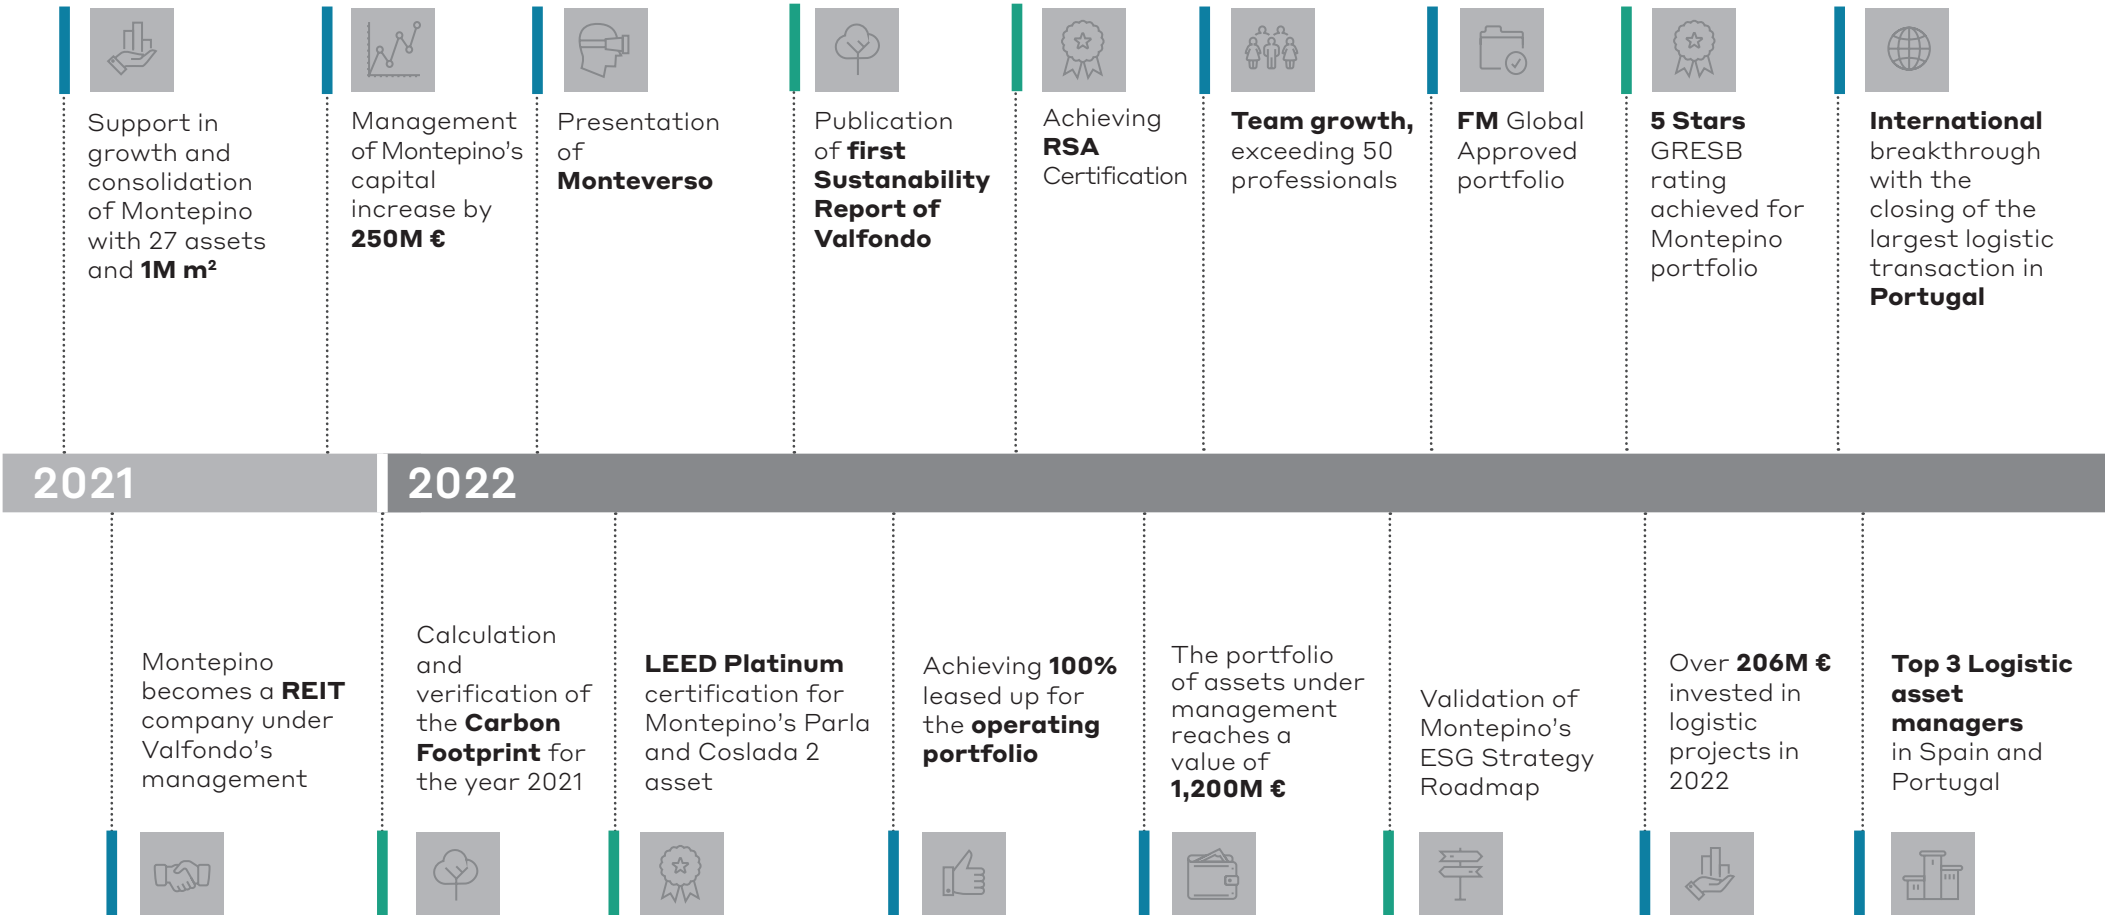 Support in
growth and
consolidation
of Montepino
with 27 assets
and 1M m²
Management
of Montepino’s
capital
increase by
250M €
Presentation
of
Monteverso
Publication
of first
Sustanability
Report of
Valfondo
Achieving
RSA
Certification
Team growth,
exceeding 50
professionals
FM Global
Approved
portfolio
5 Stars
GRESB
rating
achieved for
Montepino
portfolio
International
breakthrough
with the
closing of the
largest logistic
transaction in
Portugal
2021
2022
Montepino
becomes a REIT
company under
Valfondo’s
management
Calculation
and
verification of
the Carbon
Footprint for
the year 2021
LEED Platinum
certification for
Montepino’s Parla
and Coslada 2
asset
Achieving 100%
leased up for
the operating
portfolio
The portfolio
of assets under
management
reaches a
value of
1,200M €
Validation of
Montepino’s
ESG Strategy
Roadmap
Over 206M €
invested in
logistic
projects in
2022
Top 3 Logistic
asset
managers
in Spain and
Portugal